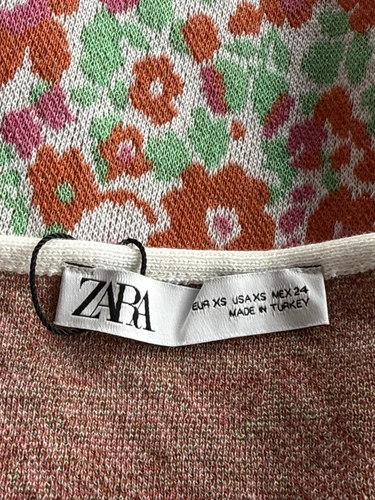 ZARA
EUR XS USA XS MEX 24
MADE IN TURKEY